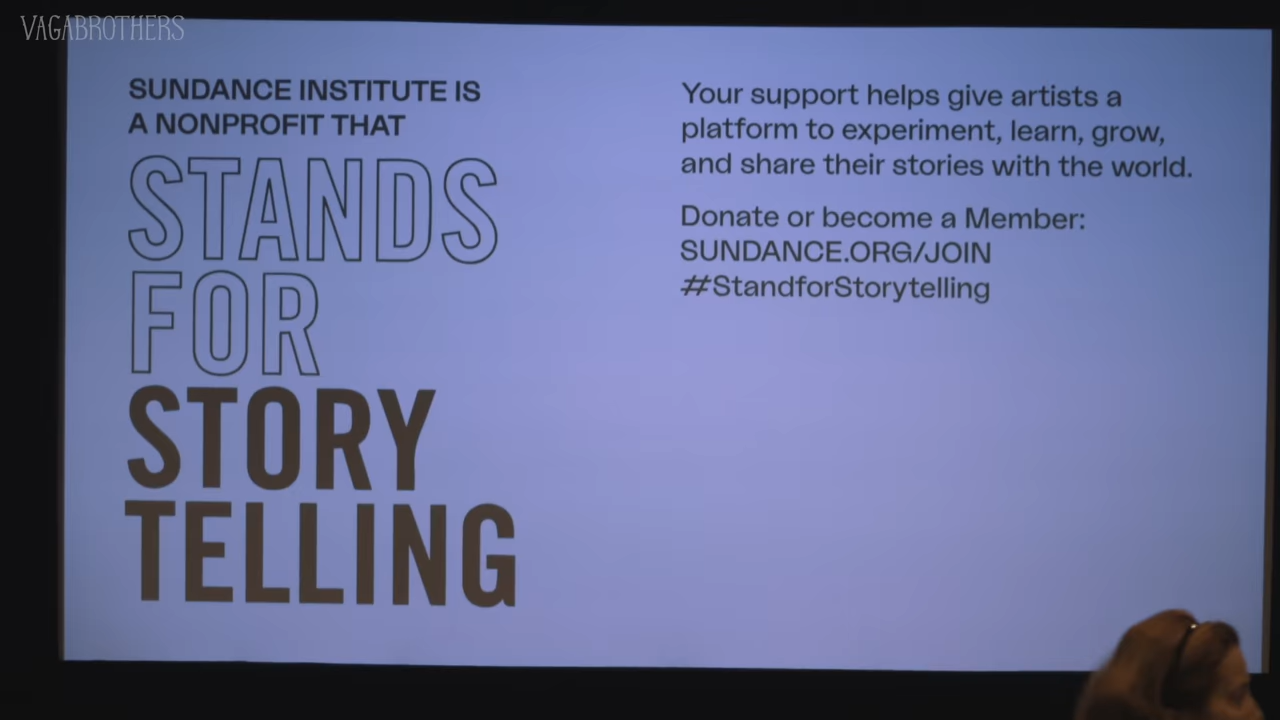 VAGABROTHERS
SUNDANCE INSTITUTE IS
A NONPROFIT THAT
STANDS
FOR
STORY
TELLING
Your support helps give artists a
platform to experiment, learn, grow,
and share their stories with the world.
Donate or become a Member:
SUNDANCE.ORG/JOIN
#StandforStorytelling